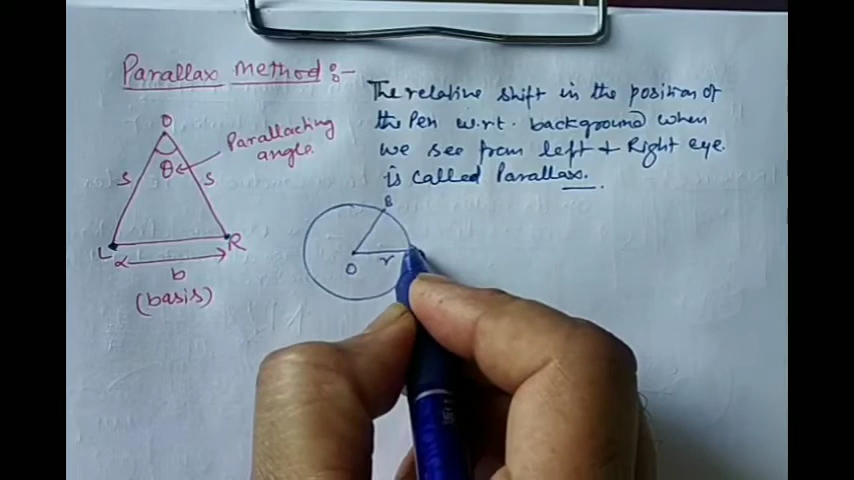 Parallax method :-
The relative shift in the position of
the Pen w.r.t. background when
we see from left + Right eye.
is called Parallax.
O
Parallacting
angle.
θ
S
S
L
R
b
(basis)
B
O
r